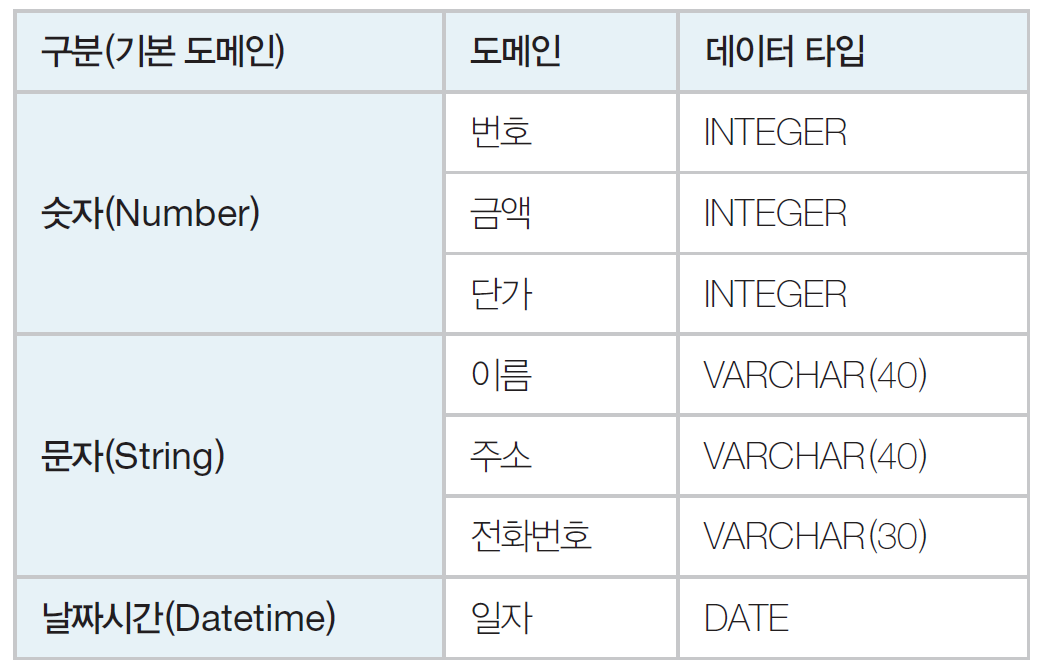 구분(기본 도메인) 도메인 데이터 타입
숫자(Number) 번호 INTEGER
금액 INTEGER
단가 INTEGER
문자(String) 이름 VARCHAR(40)
주소 VARCHAR(40)
전화번호 VARCHAR(30)
날짜시간(Datetime) 일자 DATE